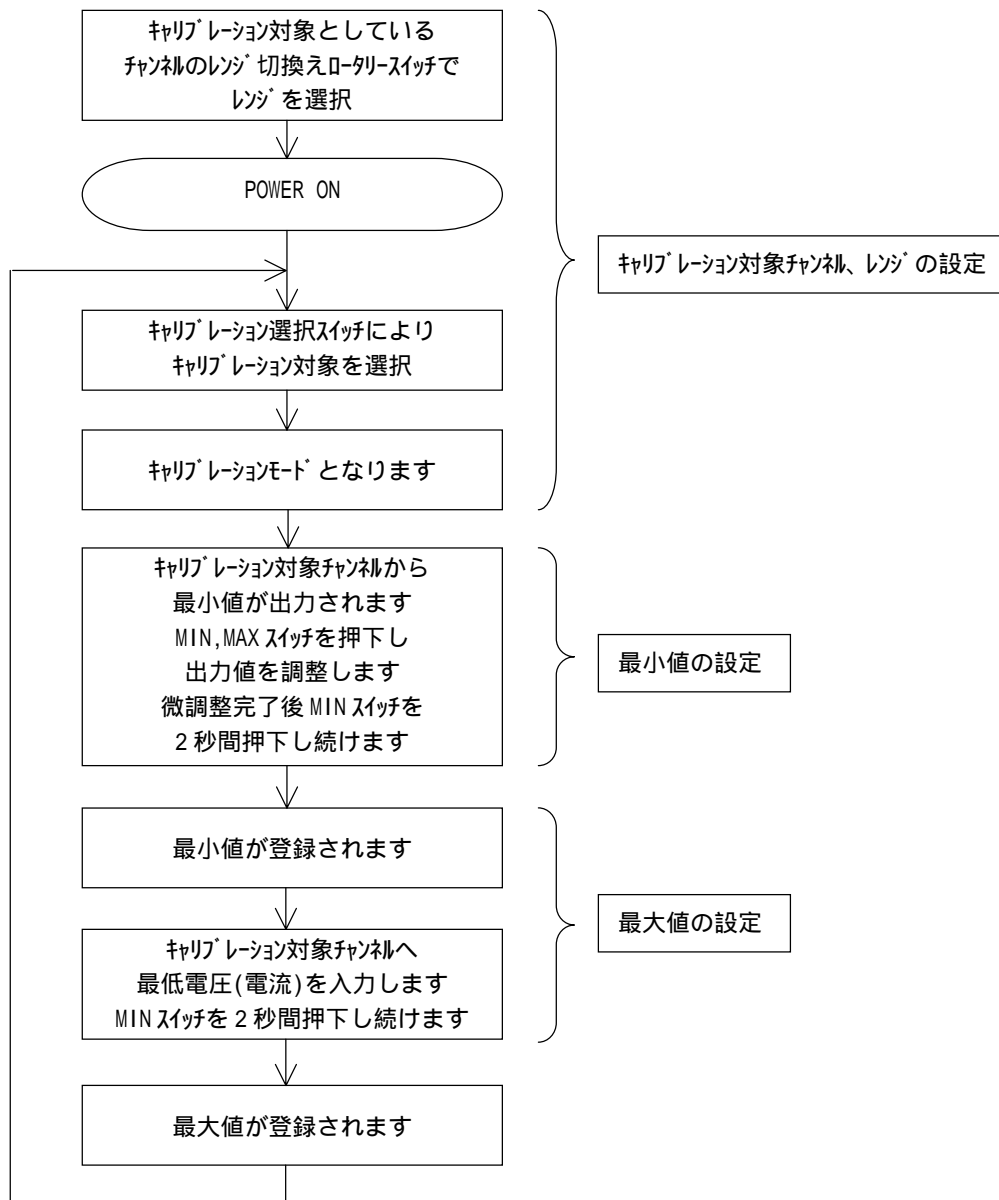 ｷｬﾘﾌﾞﾚｰｼｮﾝ対象としている
ﾁｬﾝﾈﾙのﾚﾝｼﾞ切換えﾛｰﾀﾘｰｽｲｯﾁで
ﾚﾝｼﾞを選択
POWER ON
ｷｬﾘﾌﾞﾚｰｼｮﾝ対象ﾁｬﾝﾈﾙ、ﾚﾝｼﾞの設定
ｷｬﾘﾌﾞﾚｰｼｮﾝ選択ｽｲｯﾁにより
ｷｬﾘﾌﾞﾚｰｼｮﾝ対象を選択
ｷｬﾘﾌﾞﾚｰｼｮﾝﾓｰﾄﾞとなります
ｷｬﾘﾌﾞﾚｰｼｮﾝ対象ﾁｬﾝﾈﾙから
最小値が出力されます
MIN,MAX ｽｲｯﾁを押下し
出力値を調整します
微調整完了後 MIN ｽｲｯﾁを
２秒間押下し続けます
最小値の設定
最小値が登録されます
最大値の設定
ｷｬﾘﾌﾞﾚｰｼｮﾝ対象ﾁｬﾝﾈﾙへ
最低電圧(電流)を入力します
MIN ｽｲｯﾁを２秒間押下し続けます
最大値が登録されます